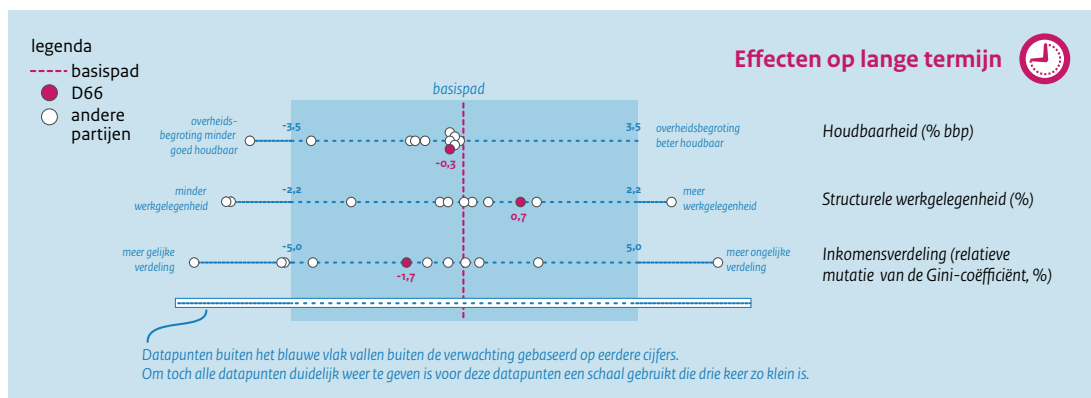 legenda
basispad
D66
andere
partijen
Effecten op lange termijn
basispad
overheids-
begroting minder
goed houdbaar
-3,5
3,5
overheidsbegroting
beter houdbaar
Houdbaarheid (% bbp)
-0,3
minder
werkgelegenheid
-2,2
2,2
meer
werkgelegenheid
Structurele werkgelegenheid (%)
0,7
meer gelijke
verdeling
-5,0
5,0
meer ongelijke
verdeling
Inkomensverdeling (relatieve
mutatie van de Gini-coëfficiënt, %)
-1,7
Datapunten buiten het blauwe vlak vallen buiten de verwachting gebaseerd op eerdere cijfers.
Om toch alle datapunten duidelijk weer te geven is voor deze datapunten een schaal gebruikt die drie keer zo klein is.